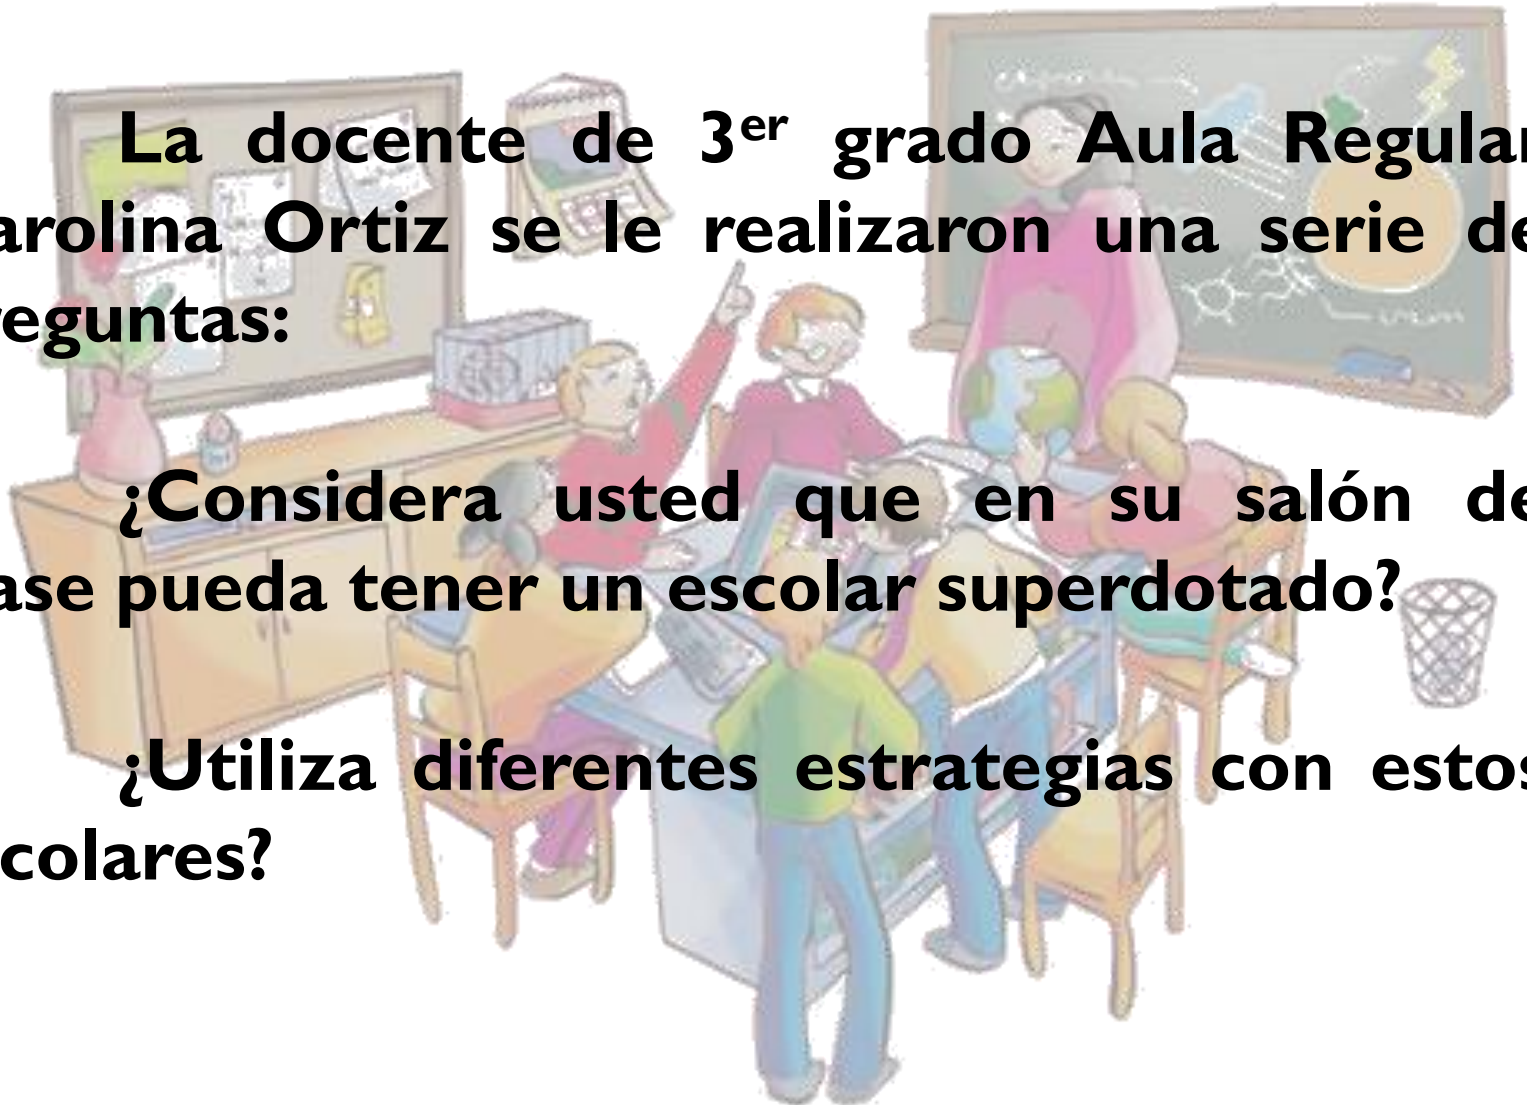 La docente de 3er grado Aula Regular
arolina Ortiz se le realizaron una serie de
reguntas:
¿Considera usted que en su salón de
ase pueda tener un escolar superdotado?
¿Utiliza diferentes estrategias con estos
colares?